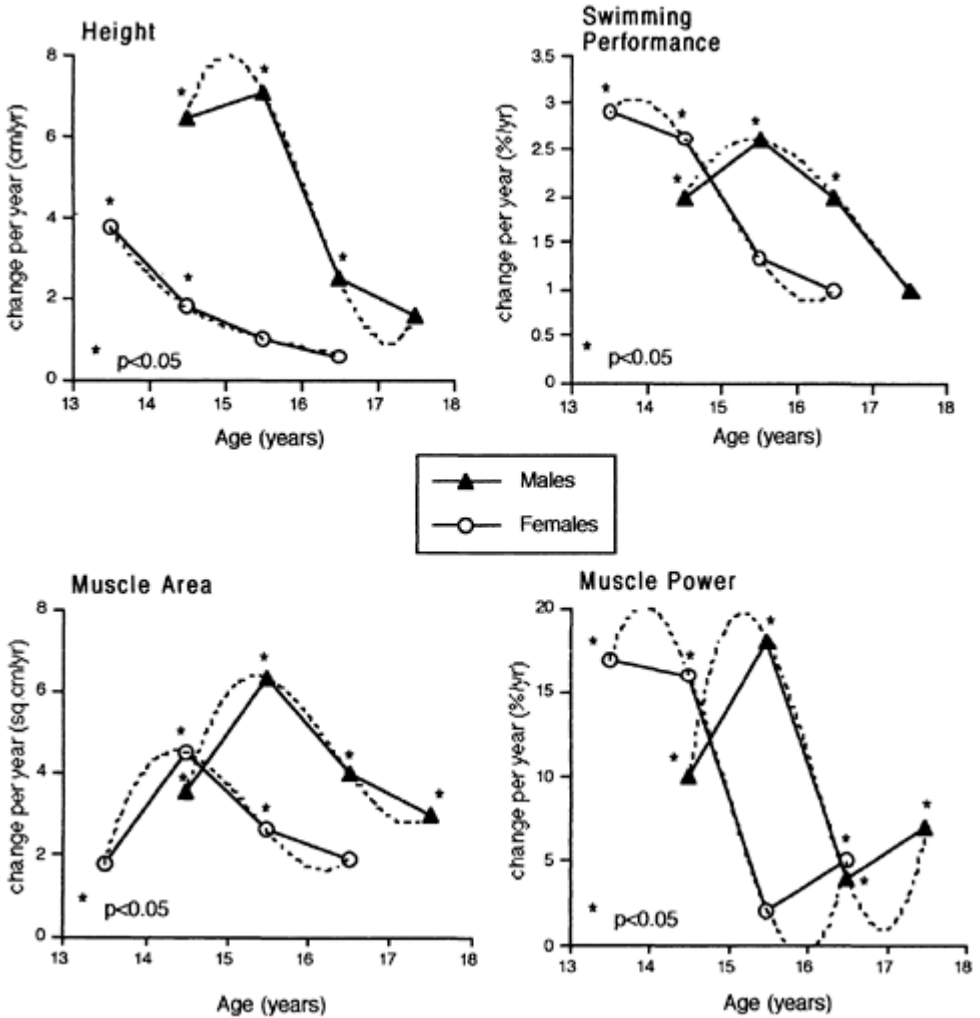 Height
change per year (cm/yr)
8
6
4
2
0
* p<0.05
13 14 15 16 17 18
Age (years)
Swimming
Performance
change per year (%/yr)
3.5
3
2.5
2
1.5
1
0.5
0
* p<0.05
13 14 15 16 17 18
Age (years)
Males
Females
Muscle Area
change per year (sq.cm/yr)
8
6
4
2
0
* p<0.05
13 14 15 16 17 18
Age (years)
Muscle Power
change per year (%/yr)
20
15
10
5
0
* p<0.05
13 14 15 16 17 18
Age (years)